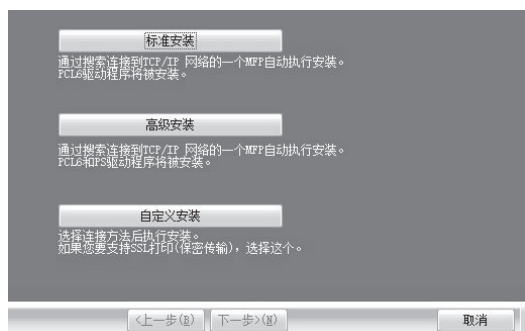 标准安装
通过搜索连接到TCP/IP 网络的一个MFP自动执行安装。
PCL6驱动程序将被安装。
高级安装
通过搜索连接到TCP/IP 网络的一个MFP自动执行安装。
PCL6和PS驱动程序将被安装。
自定义安装
选择连接方法后执行安装。
如果您要支持SSL打印(保密传输)，选择这个。
<上一步(B) 下一步>(N) 取消